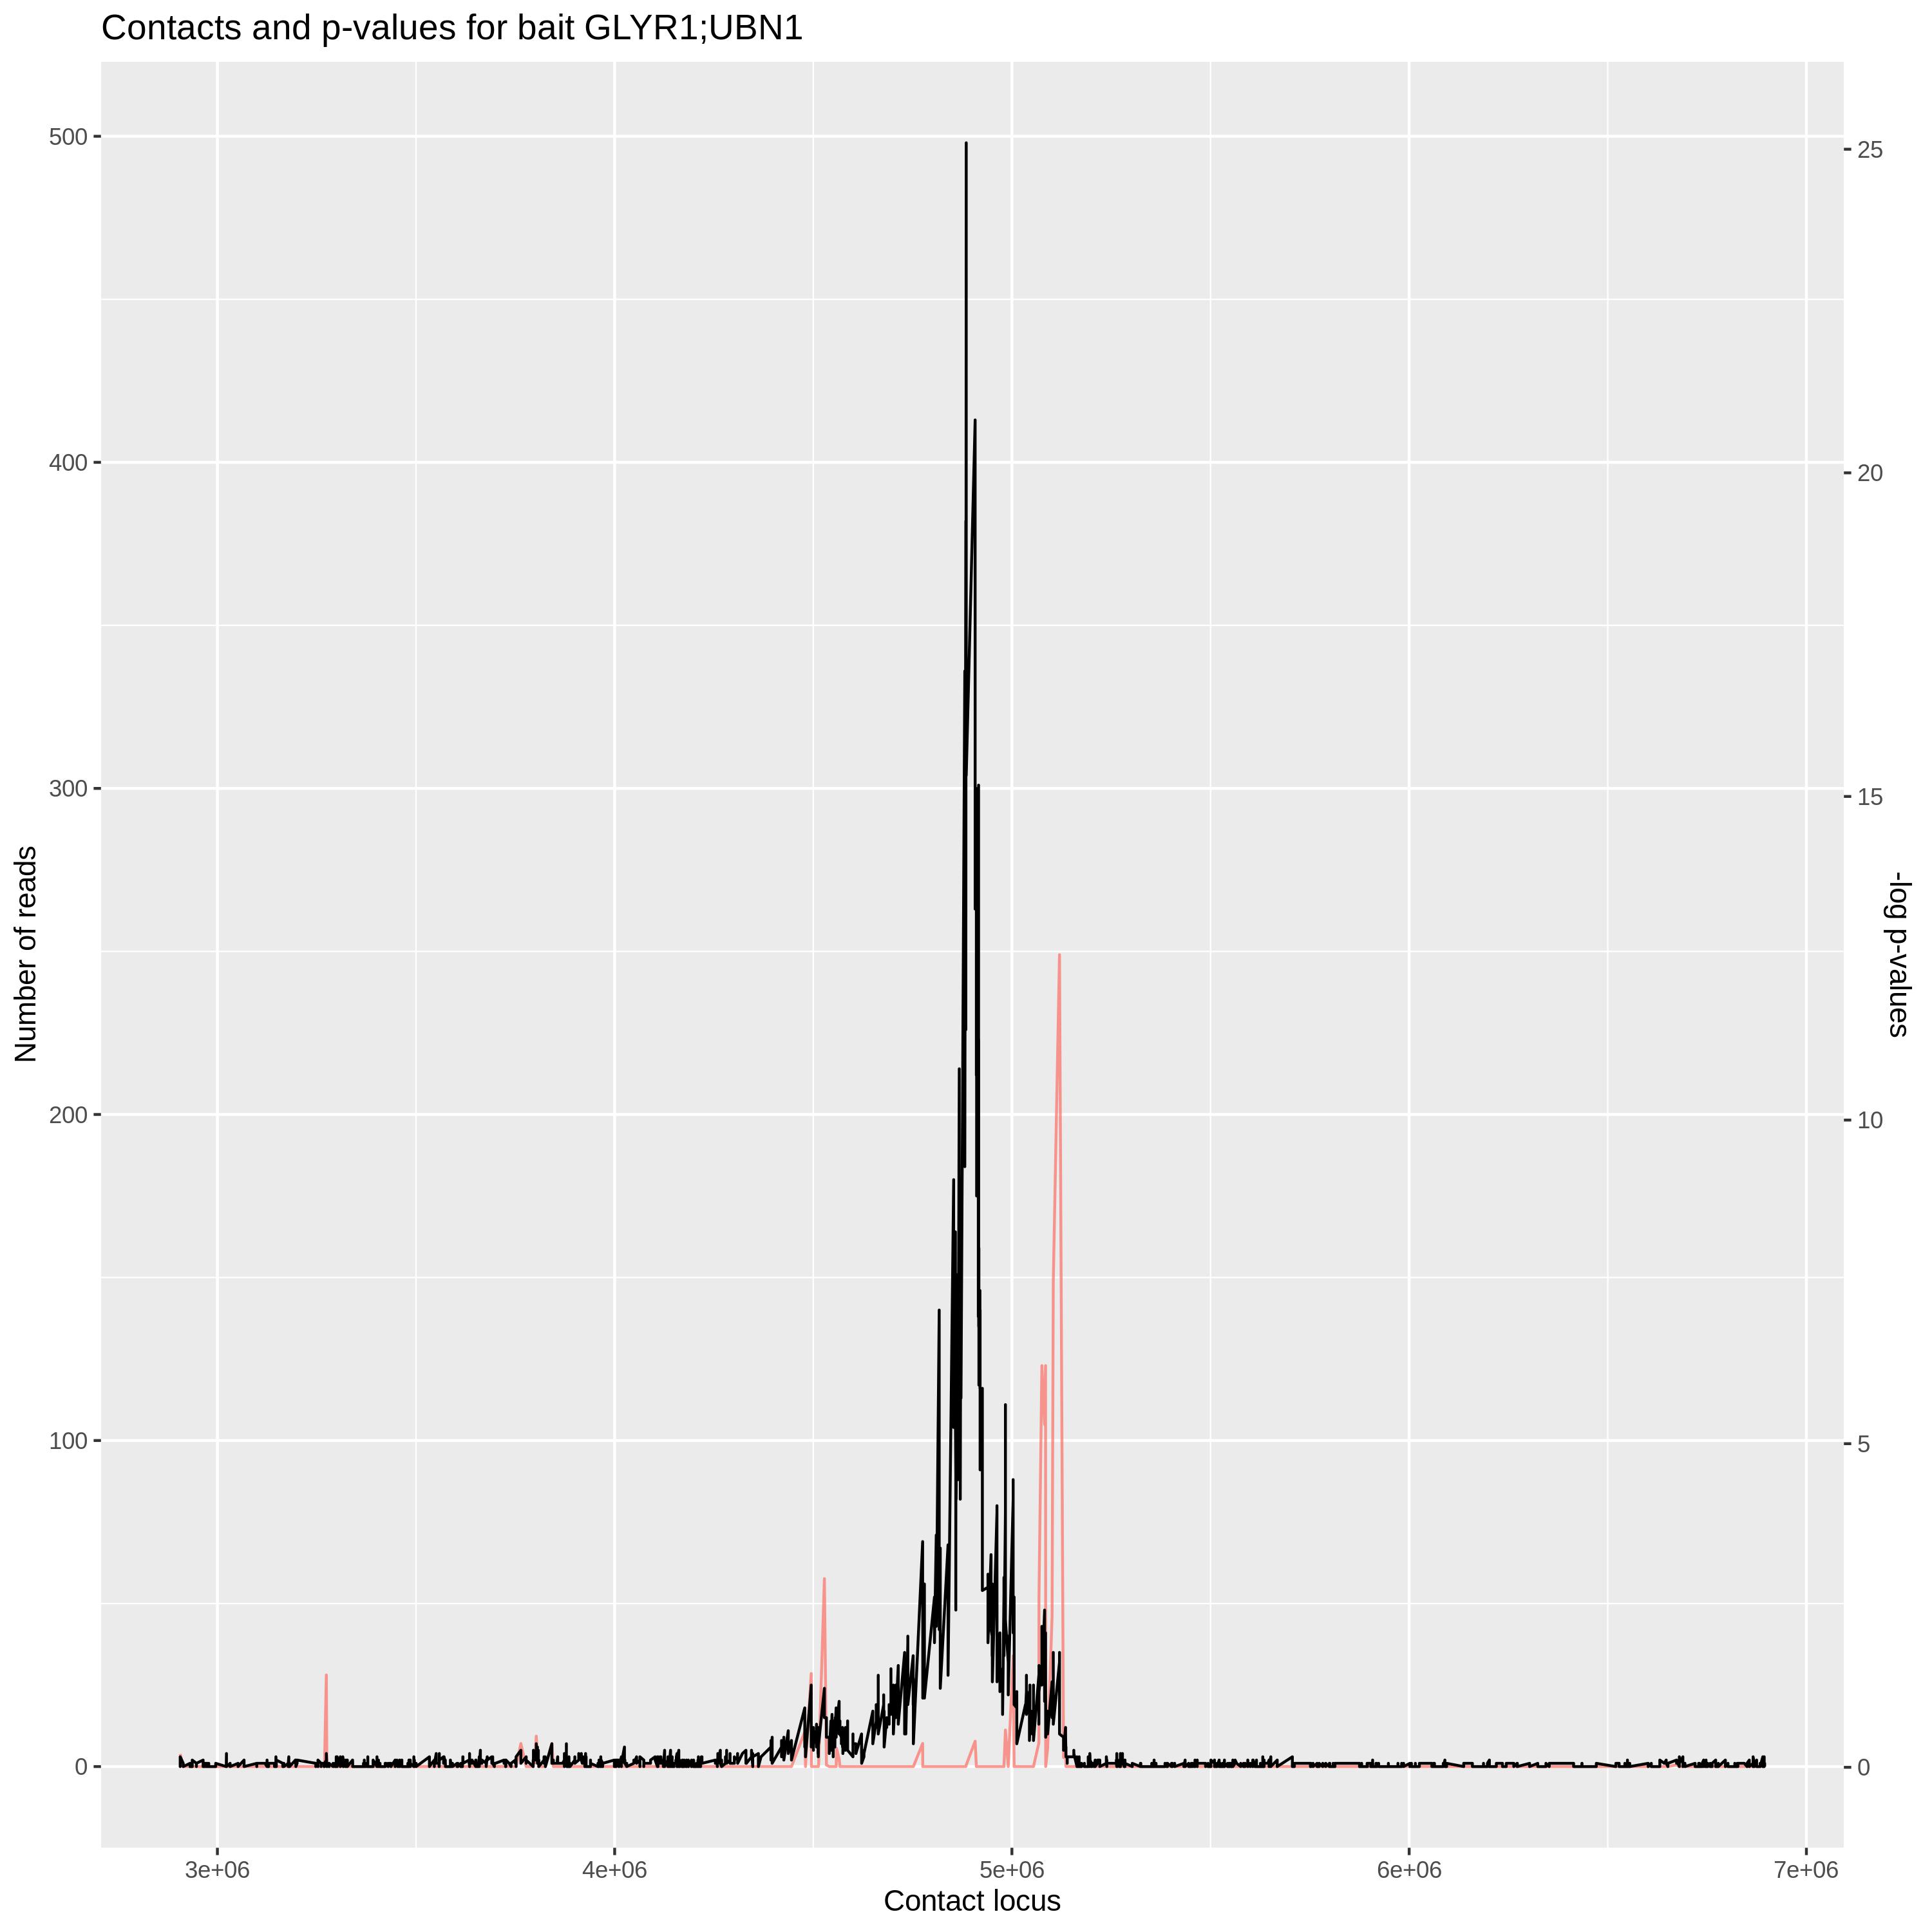 Contacts and p-values for bait GLYR1;UBN1
500
400
300
200
100
0
Number of reads
25
20
15
10
5
0
-log p-values
3e+06
4e+06
5e+06
6e+06
7e+06
Contact locus